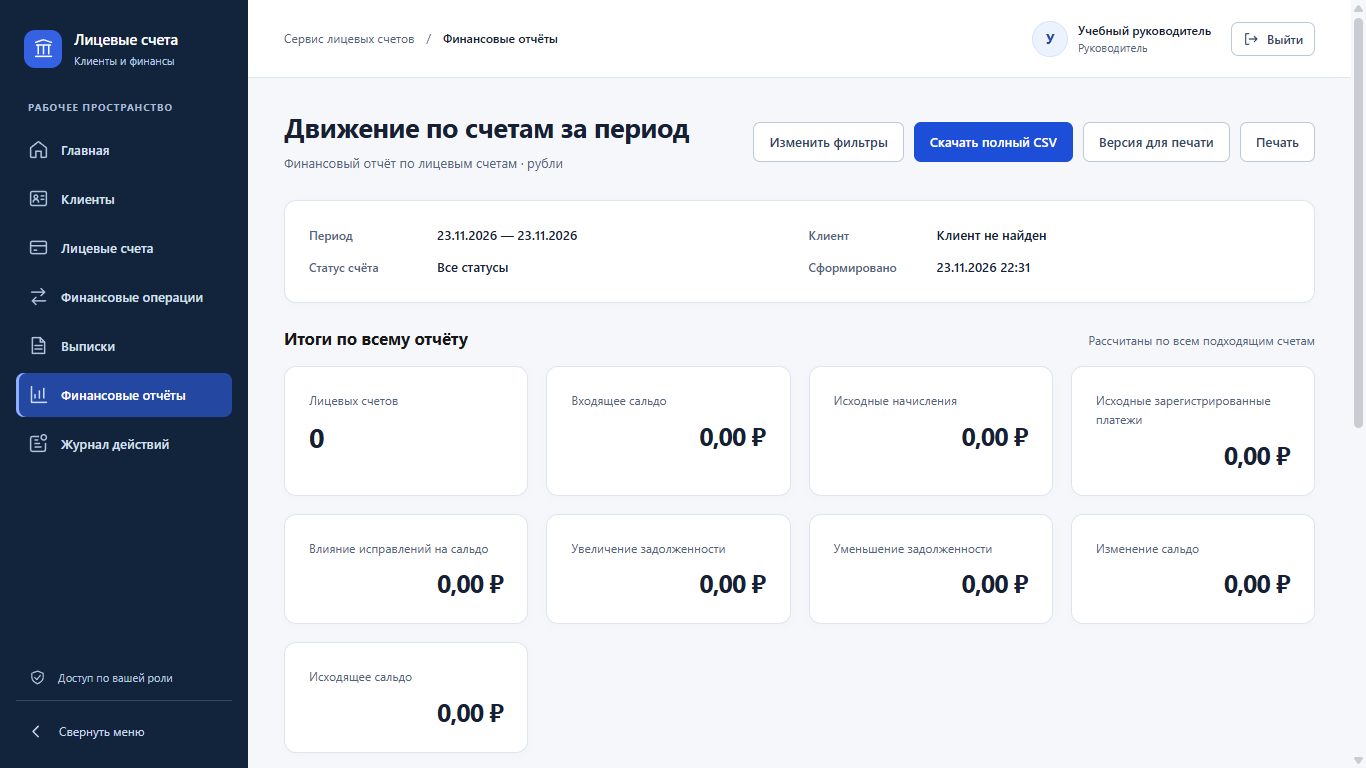 Лицевые счета
Клиенты и финансы
РАБОЧЕЕ ПРОСТРАНСТВО
Главная
Клиенты
Лицевые счета
Финансовые операции
Выписки
Финансовые отчёты
Журнал действий
Доступ по вашей роли
Свернуть меню
Сервис лицевых счетов / Финансовые отчёты
У
Учебный руководитель
Руководитель
Выйти
Движение по счетам за период
Финансовый отчёт по лицевым счетам · рубли
Изменить фильтры
Скачать полный CSV
Версия для печати
Печать
Период 23.11.2026 — 23.11.2026
Клиент Клиент не найден
Статус счёта Все статусы
Сформировано 23.11.2026 22:31
Итоги по всему отчёту
Рассчитаны по всем подходящим счетам
Лицевых счетов
0
Входящее сальдо
0,00 ₽
Исходные начисления
0,00 ₽
Исходные зарегистрированные
платежи
0,00 ₽
Влияние исправлений на сальдо
0,00 ₽
Увеличение задолженности
0,00 ₽
Уменьшение задолженности
0,00 ₽
Изменение сальдо
0,00 ₽
Исходящее сальдо
0,00 ₽